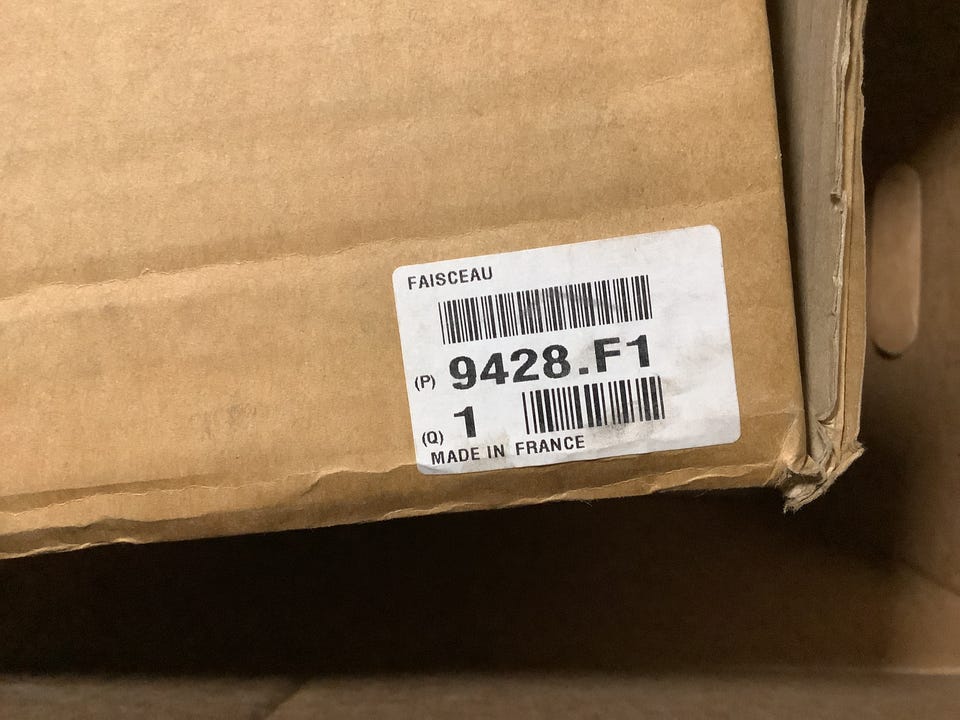 FAISCEAU
(P) 9428.F1
(Q) 1
MADE IN FRANCE